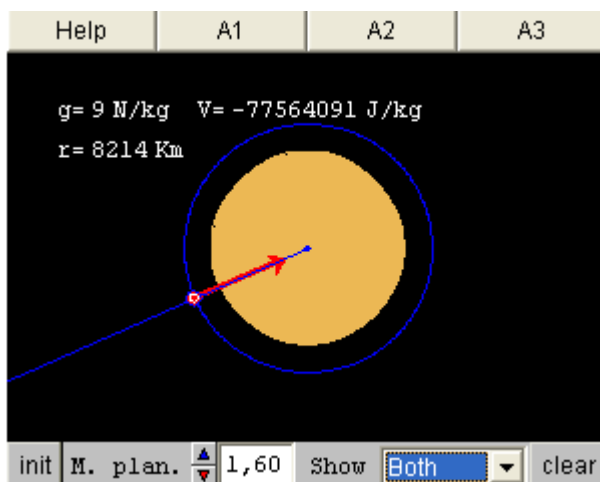 Help A1 A2 A3
g= 9 N/kg V= -77564091 J/kg
r= 8214 Km
init M. plan. 1,60 Show Both clear